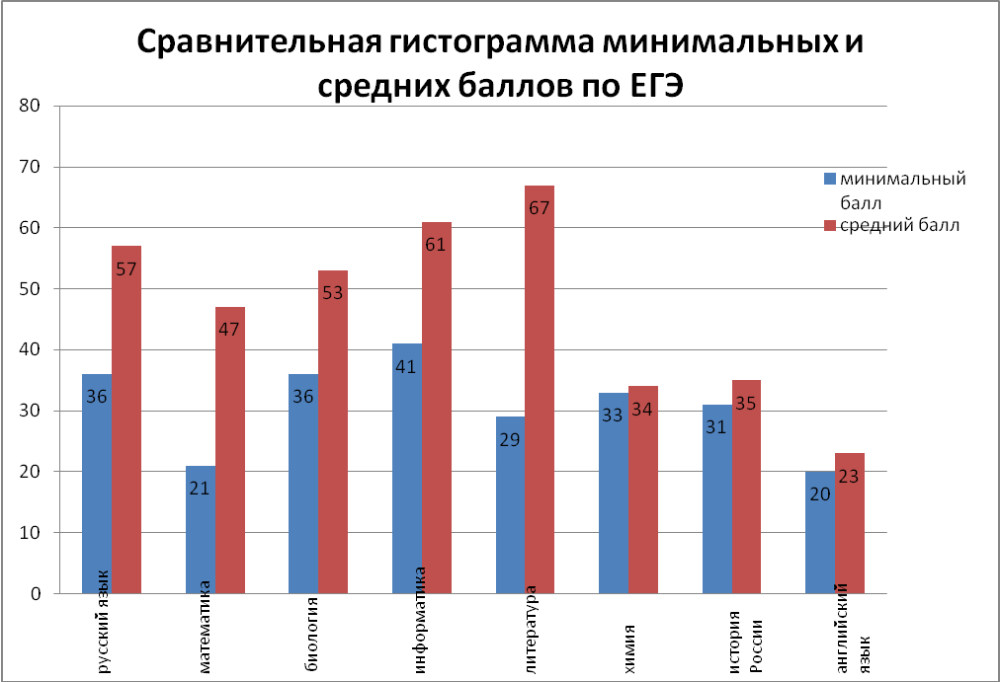 Сравнительная гистограмма минимальных и
средних баллов по ЕГЭ
80
70
60
50
40
30
20
10
0
минимальный
балл
средний балл
36
57
21
47
36
53
41
61
29
67
33
34
31
35
20
23
русский язык
математика
биология
информатика
литература
химия
история
России
английский
язык